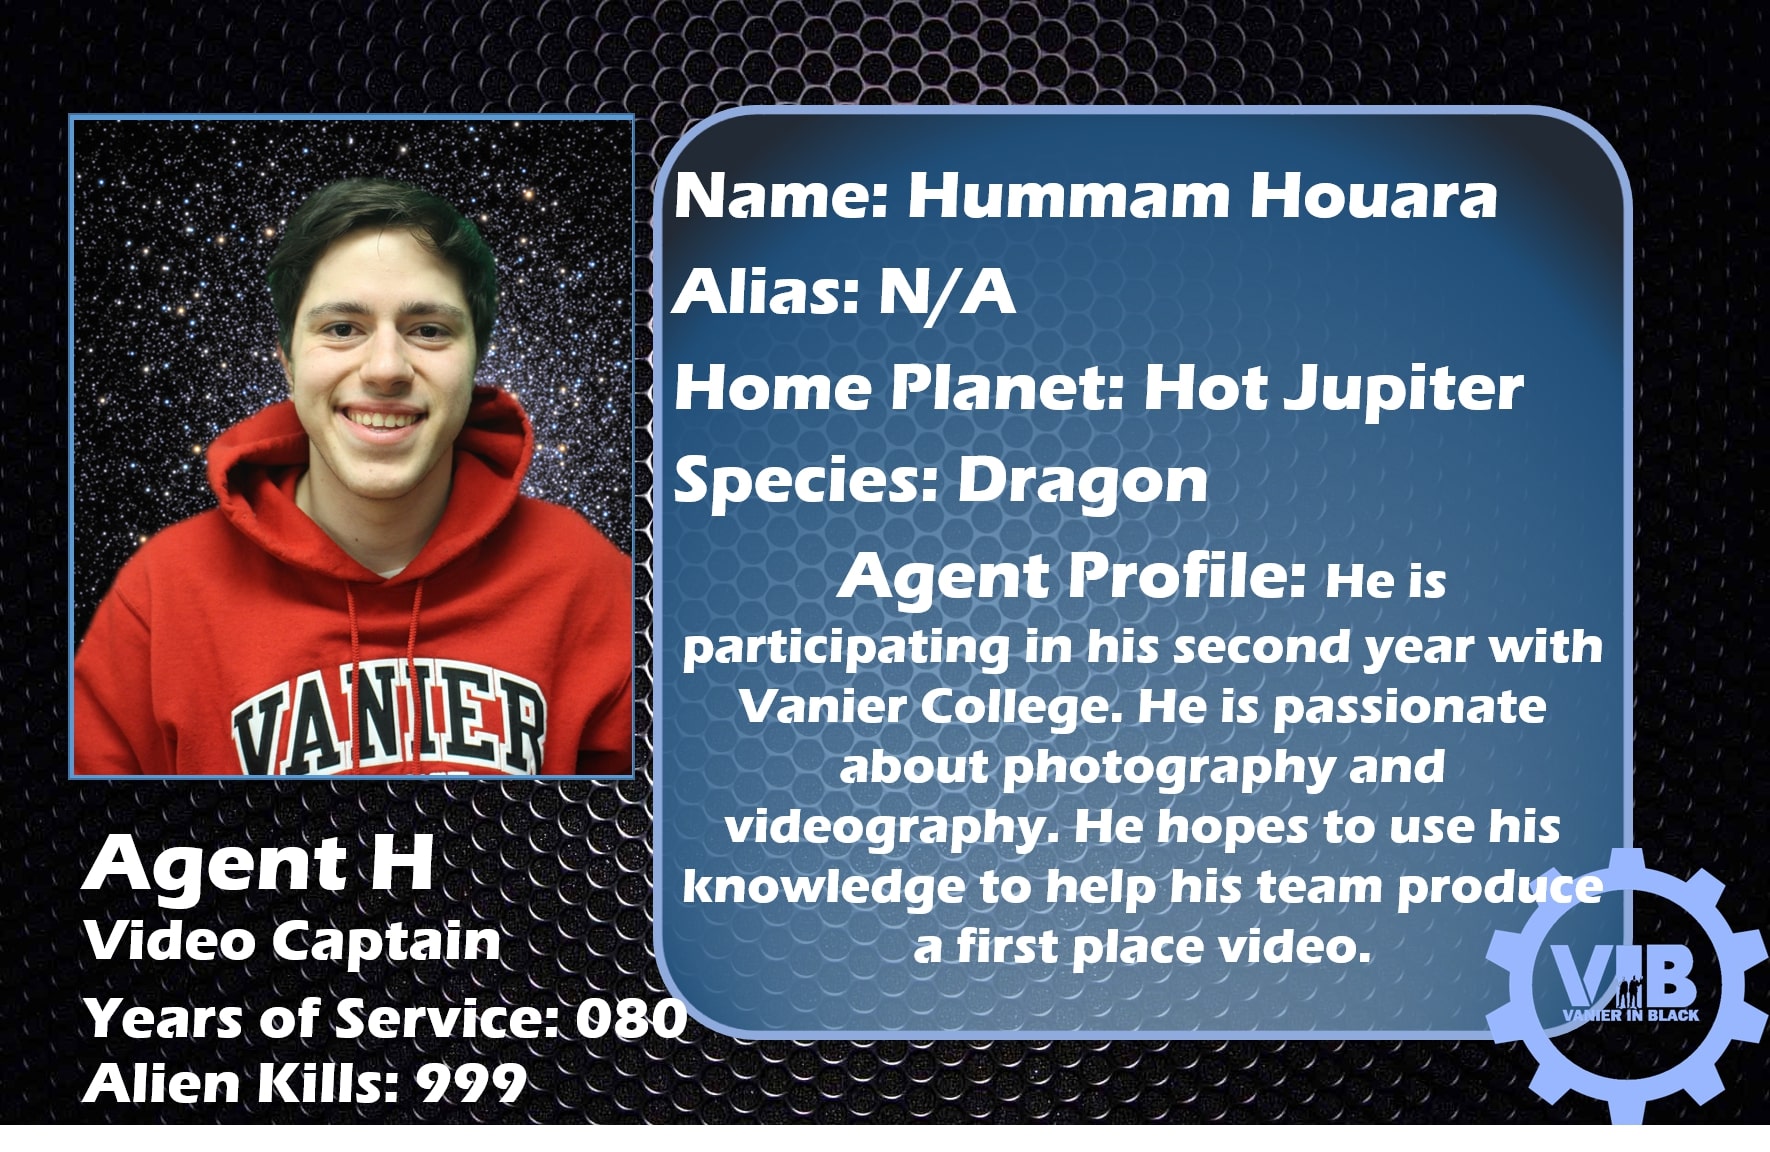 Name: Hummam Houara
Alias: N/A
Home Planet: Hot Jupiter
Species: Dragon
Agent Profile: He is
participating in his second year with
Vanier College. He is passionate
about photography and
videography. He hopes to use his
knowledge to help his team produce
a first place video.
VANIER
Agent H
Video Captain
Years of Service: 080
Alien Kills: 999
VIB
VANIER IN BLACK